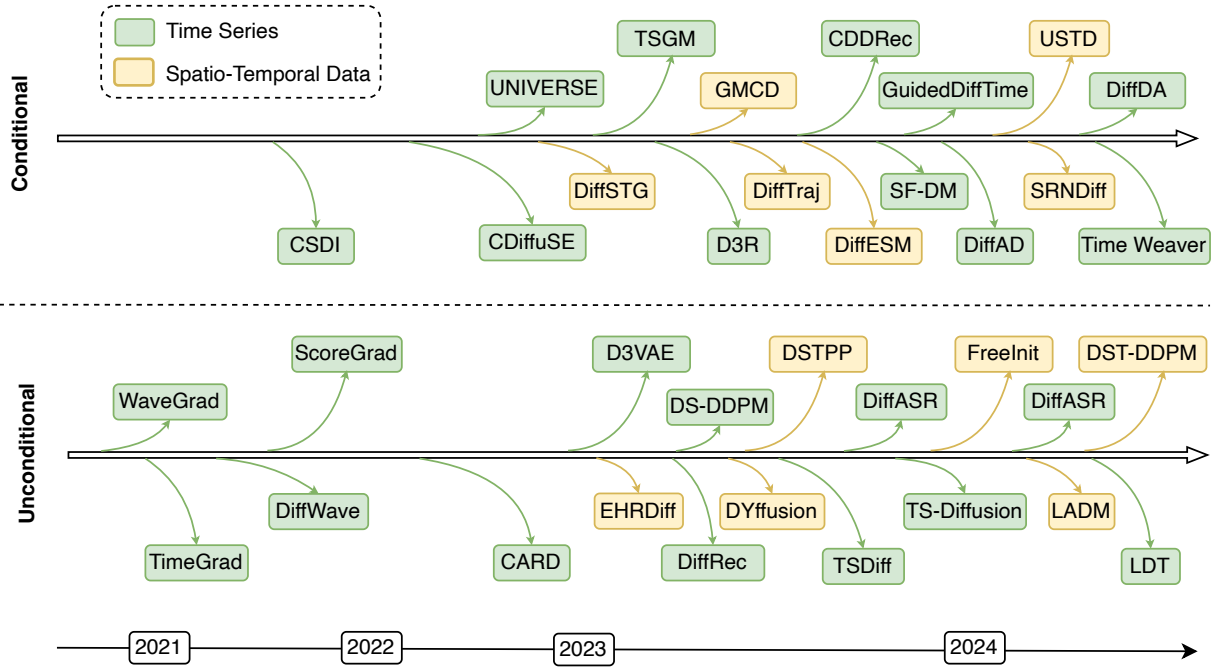 Time Series
Spatio-Temporal Data
Conditional
UNIVERSE
TSGM
GMCD
CDDRec
GuidedDiffTime
USTD
DiffDA
CSDI
CDiffuSE
DiffSTG
D3R
DiffTraj
DiffESM
SF-DM
DiffAD
SRNDiff
Time Weaver
Unconditional
WaveGrad
ScoreGrad
D3VAE
DS-DDPM
DSTPP
DiffASR
FreeInit
DiffASR
DST-DDPM
TimeGrad
DiffWave
CARD
EHRDiff
DiffRec
DYffusion
TSDiff
TS-Diffusion
LADM
LDT
2021
2022
2023
2024